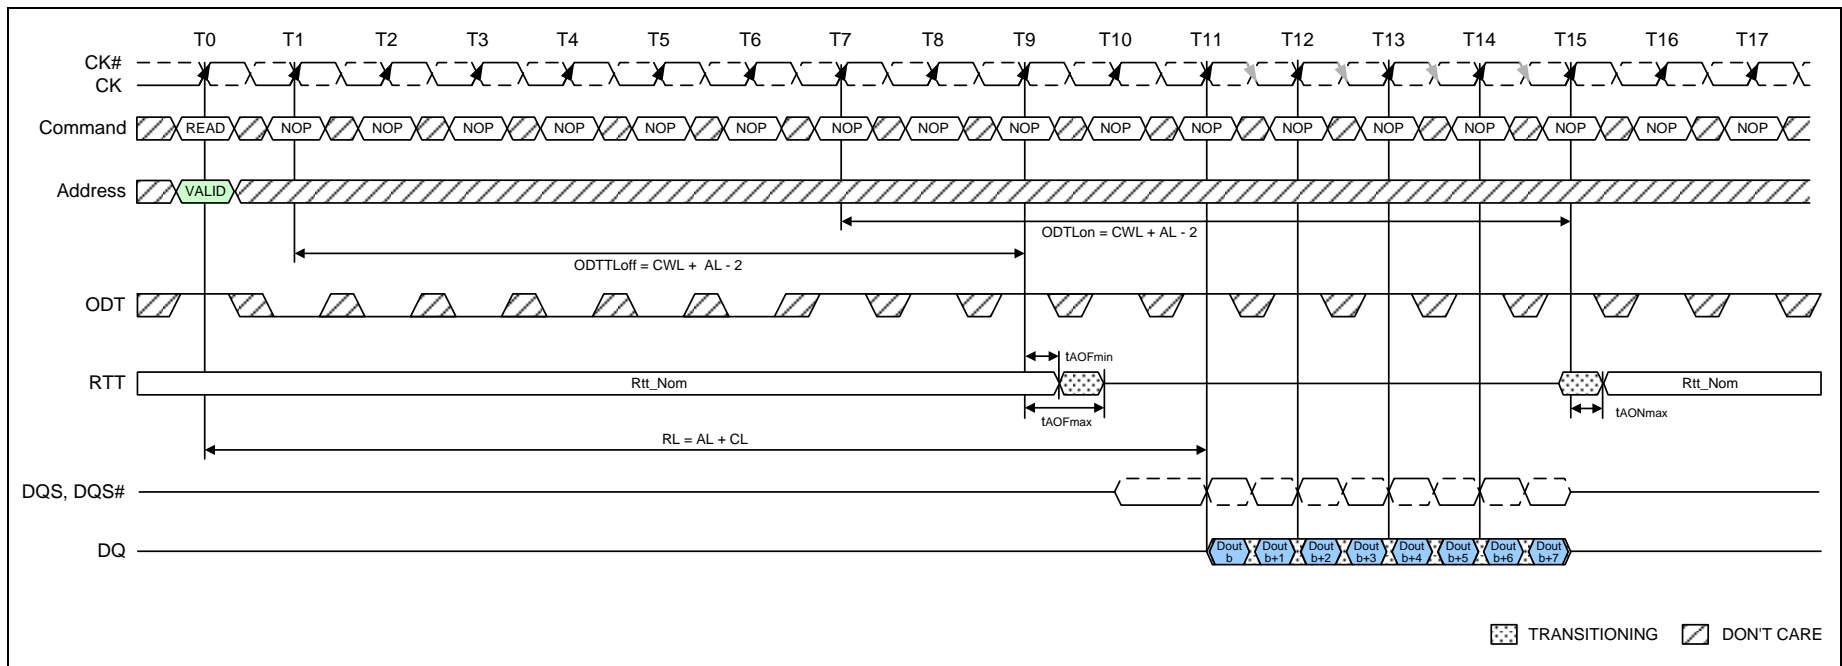 T0 T1 T2 T3 T4 T5 T6 T7 T8 T9 T10 T11 T12 T13 T14 T15 T16 T17
CK#
CK
Command READ NOP NOP NOP NOP NOP NOP NOP NOP NOP NOP NOP NOP NOP NOP NOP NOP NOP
Address VALID
ODTLon = CWL + AL - 2
ODTTLoff = CWL + AL - 2
ODT
tAOFmin
RTT Rtt_Nom Rtt_Nom
tAOFmax tAONmax
RL = AL + CL
DQS, DQS#
DQ Dout b Dout b+1 Dout b+2 Dout b+3 Dout b+4 Dout b+5 Dout b+6 Dout b+7
TRANSITIONING DON'T CARE